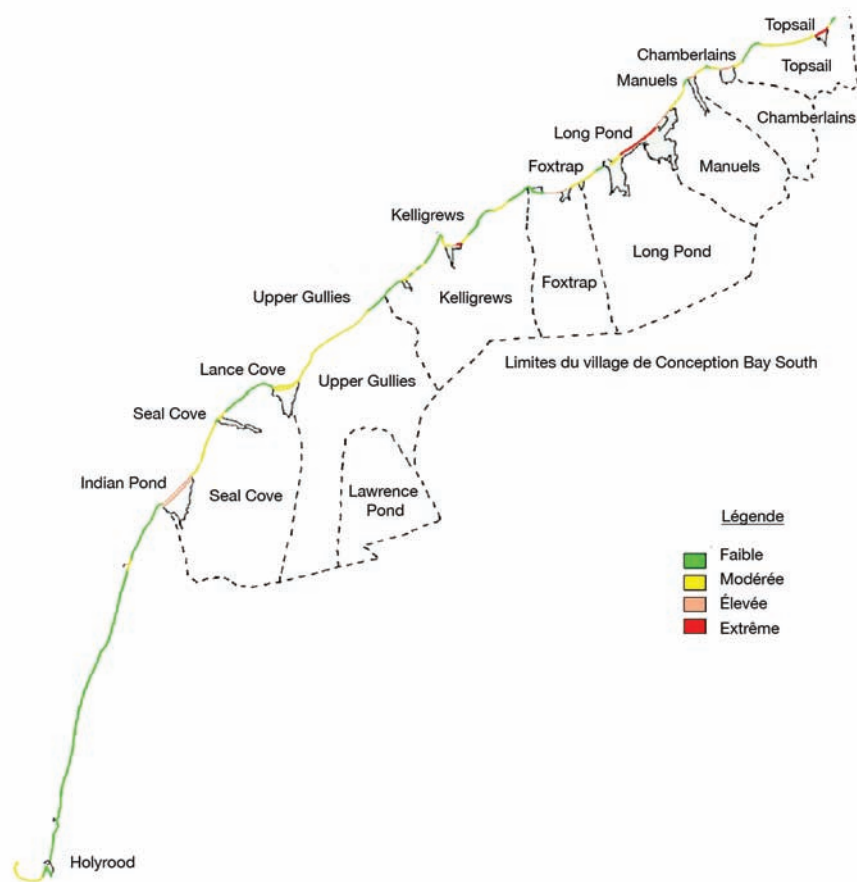 Topsail
Chamberlains
Topsail
Manuels
Chamberlains
Long Pond
Manuels
Foxtrap
Kelligrews
Long Pond
Foxtrap
Kelligrews
Upper Gullies
Limites du village de Conception Bay South
Lance Cove
Upper Gullies
Seal Cove
Indian Pond
Seal Cove
Lawrence
Pond
Légende
Faible
Modérée
Élevée
Extrême
Holyrood